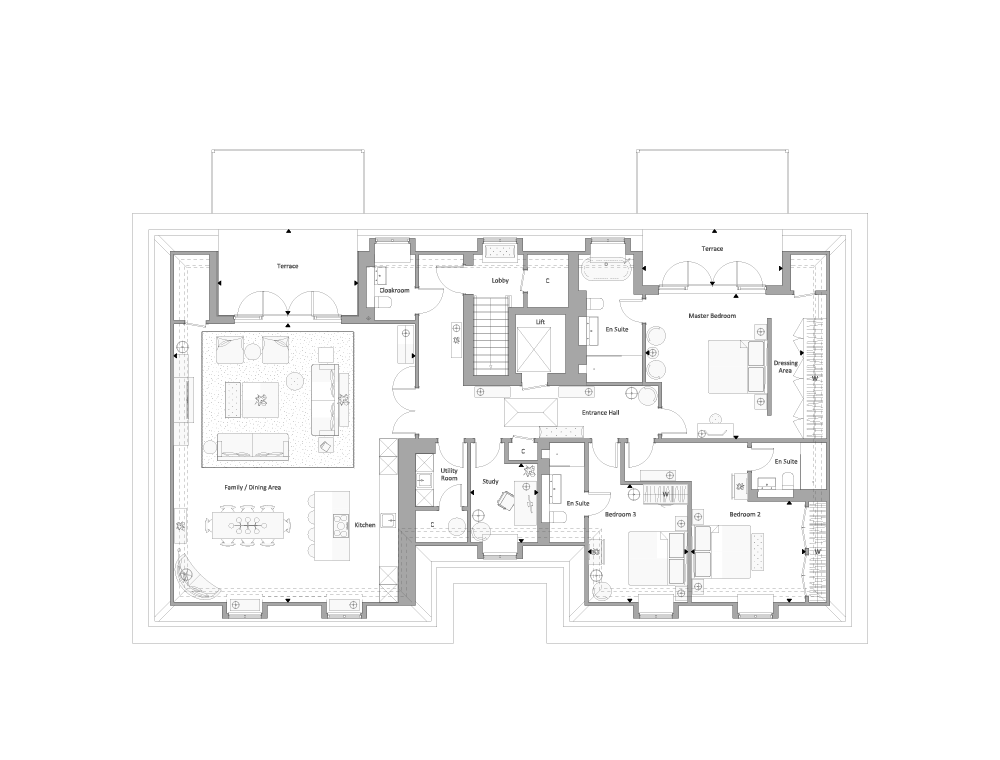 Terrace
Terrace
Cloakroom
Lobby
C
Lift
En Suite
Master Bedroom
Dressing
Area
W
Entrance Hall
Utility
Room
C
Study
C
En Suite
Bedroom 3
W
Bedroom 2
En Suite
W
Family / Dining Area
Kitchen